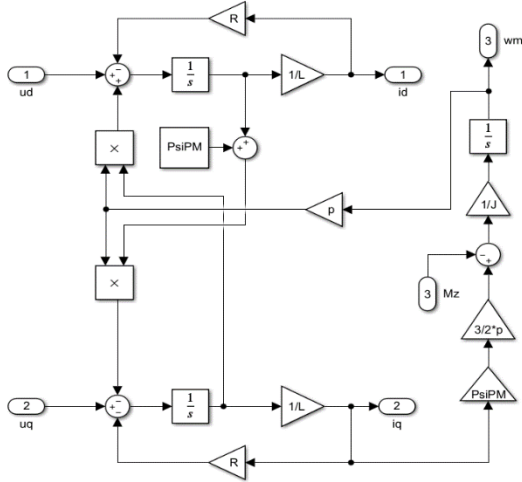 R
3
wm
1
ud
− + +
1/s
1/L
1
id
1/s
×
PsiPM
+ +
1/J
p
− +
×
3
Mz
3/2*p
PsiPM
2
uq
+ − −
1/s
1/L
2
iq
R